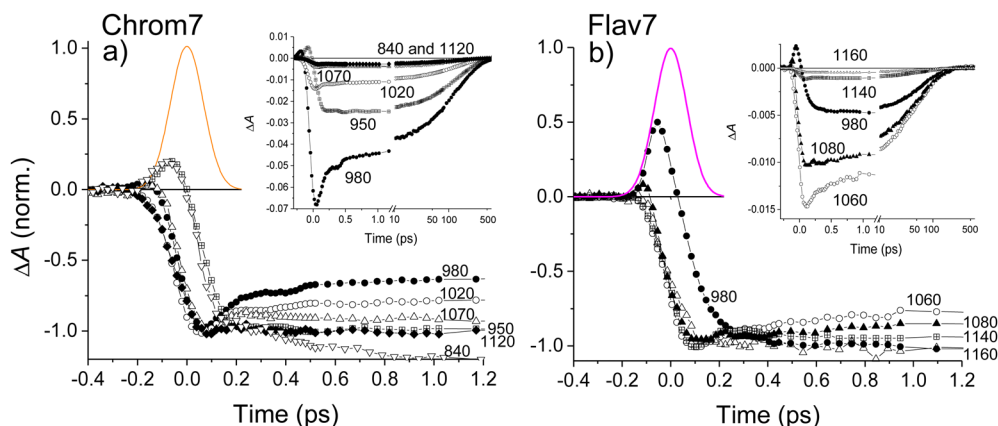 Chrom7
a)
1.0
0.5
0.0
-0.5
-1.0
ΔA (norm.)
-0.4 -0.2 0.0 0.2 0.4 0.6 0.8 1.0 1.2
Time (ps)
980
1020
1070
950
1120
840
0.01
0.00
-0.01
-0.02
-0.03
-0.04
-0.05
-0.06
-0.07
ΔA
840 and 1120
1070
1020
950
980
0.0 0.5 1.0 10 100 500
Time (ps)
Flav7
b)
1.0
0.5
0.0
-0.5
-1.0
-0.4 -0.2 0.0 0.2 0.4 0.6 0.8 1.0 1.2
Time (ps)
980
1060
1080
1140
1160
0.000
-0.005
-0.010
-0.015
ΔA
1160
1140
980
1080
1060
0.0 0.5 1.0 10 50 100 500
Time (ps)